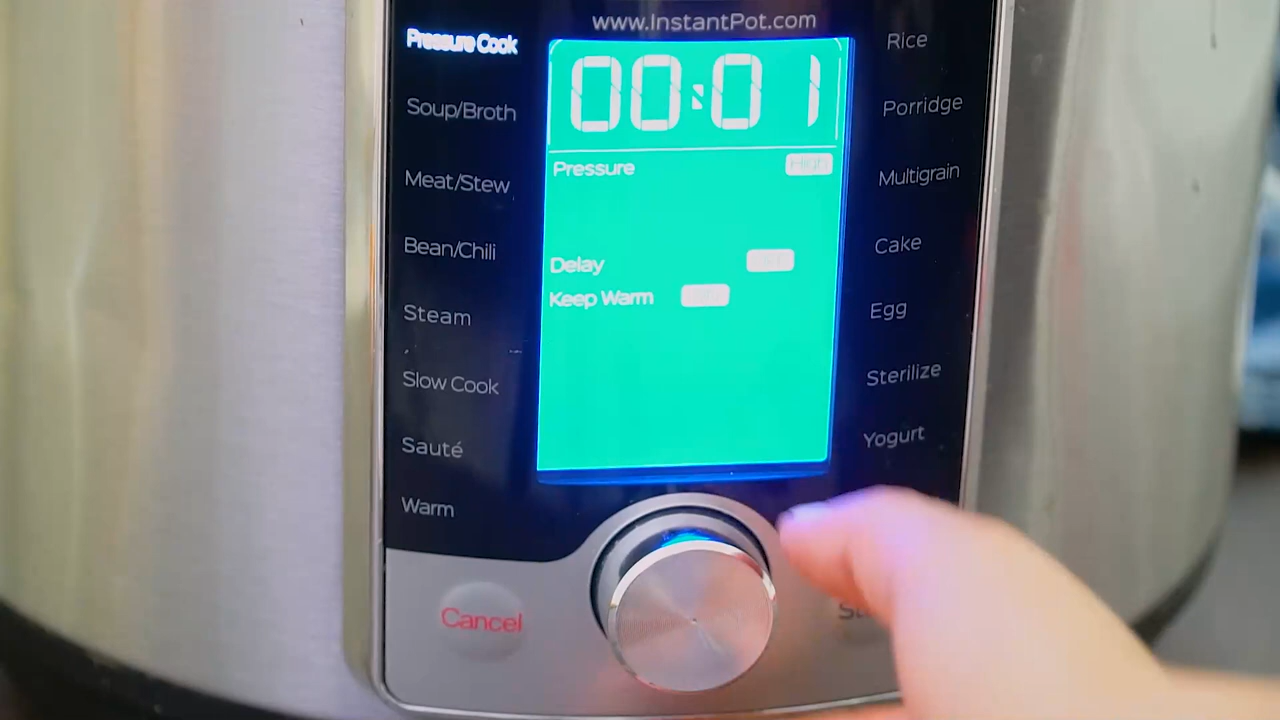 www.InstantPot.com
Pressure Cook
Soup/Broth
Meat/Stew
Bean/Chili
Steam
Slow Cook
Sauté
Warm
00:01
Pressure High
Delay
Keep Warm
Rice
Porridge
Multigrain
Cake
Egg
Sterilize
Yogurt
Cancel